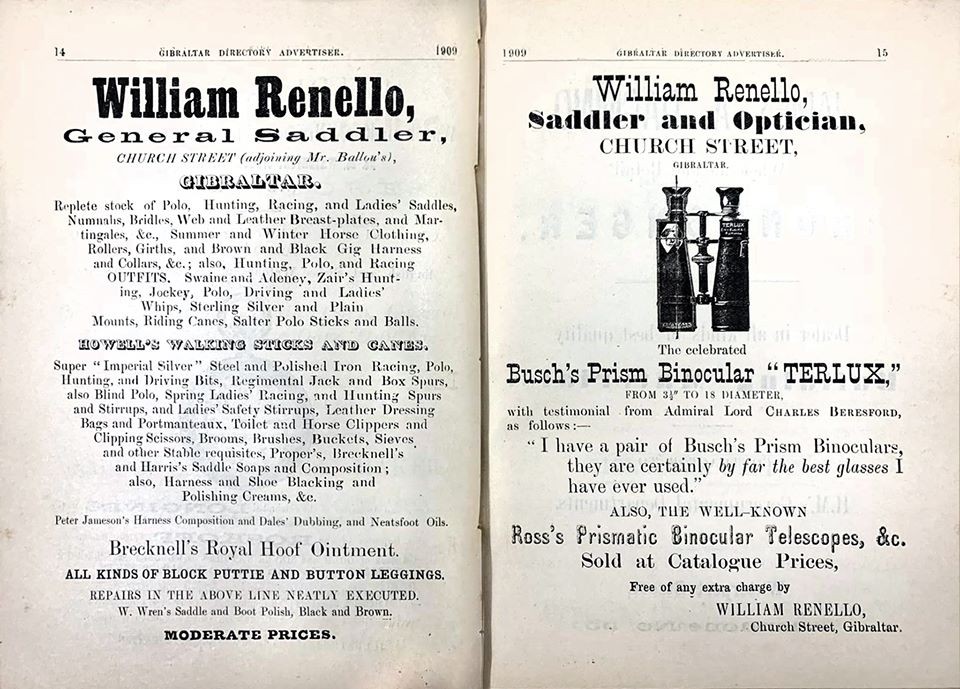 14 GIBRALTAR DIRECTORY ADVERTISER. 1909
William Renello,
General Saddler,
CHURCH STREET (adjoining Mr. Ballou's),
GIBRALTAR.
Replete stock of Polo, Hunting, Racing, and Ladies' Saddles,
Numnahs, Bridles, Web and Leather Breast-plates, and Mar-
tingales, &c., Summer and Winter Horse Clothing,
Rollers, Girths, and Brown and Black Gig Harness
and Collars, &c.; also, Hunting, Polo, and Racing
OUTFITS. Swaine and Adeney, Zair's Hunt-
ing, Jockey, Polo, Driving and Ladies'
Whips, Sterling Silver and Plain
Mounts, Riding Canes, Salter Polo Sticks and Balls.
HOWELL'S WALKING STICKS AND CANES.
Super "Imperial Silver" Steel and Polished Iron Racing, Polo,
Hunting, and Driving Bits, Regimental Jack and Box Spurs,
also Blind Polo, Spring Ladies' Racing, and Hunting Spurs
and Stirrups, and Ladies' Safety Stirrups, Leather Dressing
Bags and Portmanteaux, Toilet and Horse Clippers and
Clipping Scissors, Brooms, Brushes, Buckets, Sieves
and other Stable requisites, Proper's, Brecknell's
and Harris's Saddle Soaps and Composition;
also, Harness and Shoe Blacking and
Polishing Creams, &c.
Peter Jameson's Harness Composition and Dales' Dubbing, and Neatsfoot Oils.
Brecknell's Royal Hoof Ointment.
ALL KINDS OF BLOCK PUTTIE AND BUTTON LEGGINGS.
REPAIRS IN THE ABOVE LINE NEATLY EXECUTED.
W. Wren's Saddle and Boot Polish, Black and Brown.
MODERATE PRICES.
1909 GIBRALTAR DIRECTORY ADVERTISER. 15
William Renello,
Saddler and Optician,
CHURCH STREET,
GIBRALTAR.
TERLUX
The celebrated
Busch's Prism Binocular "TERLUX,"
FROM 3½" TO 18 DIAMETER,
with testimonial from Admiral Lord CHARLES BERESFORD,
as follows:—
"I have a pair of Busch's Prism Binoculars,
they are certainly by far the best glasses I
have ever used."
ALSO, THE WELL-KNOWN
Ross's Prismatic Binocular Telescopes, &c.
Sold at Catalogue Prices,
Free of any extra charge by
WILLIAM RENELLO,
Church Street, Gibraltar.